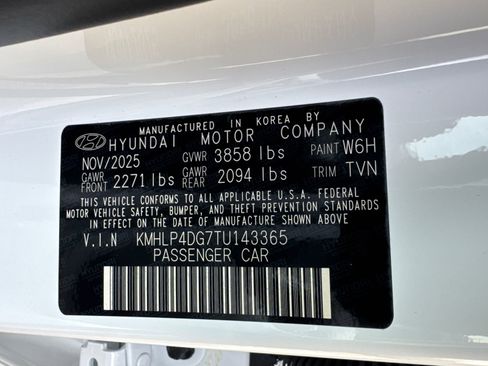 MANUFACTURED IN KOREA BY
HYUNDAI MOTOR COMPANY
NOV/2025 GVWR 3858 lbs PAINT W6H
GAWR FRONT 2271 lbs GAWR REAR 2094 lbs TRIM TVN
THIS VEHICLE CONFORMS TO ALL APPLICABLE U.S.A. FEDERAL
MOTOR VEHICLE SAFETY, BUMPER, AND THEFT PREVENTION STANDARDS
IN EFFECT ON THE DATE OF MANUFACTURE SHOWN ABOVE.
V.I.N KMHLP4DG7TU143365
PASSENGER CAR